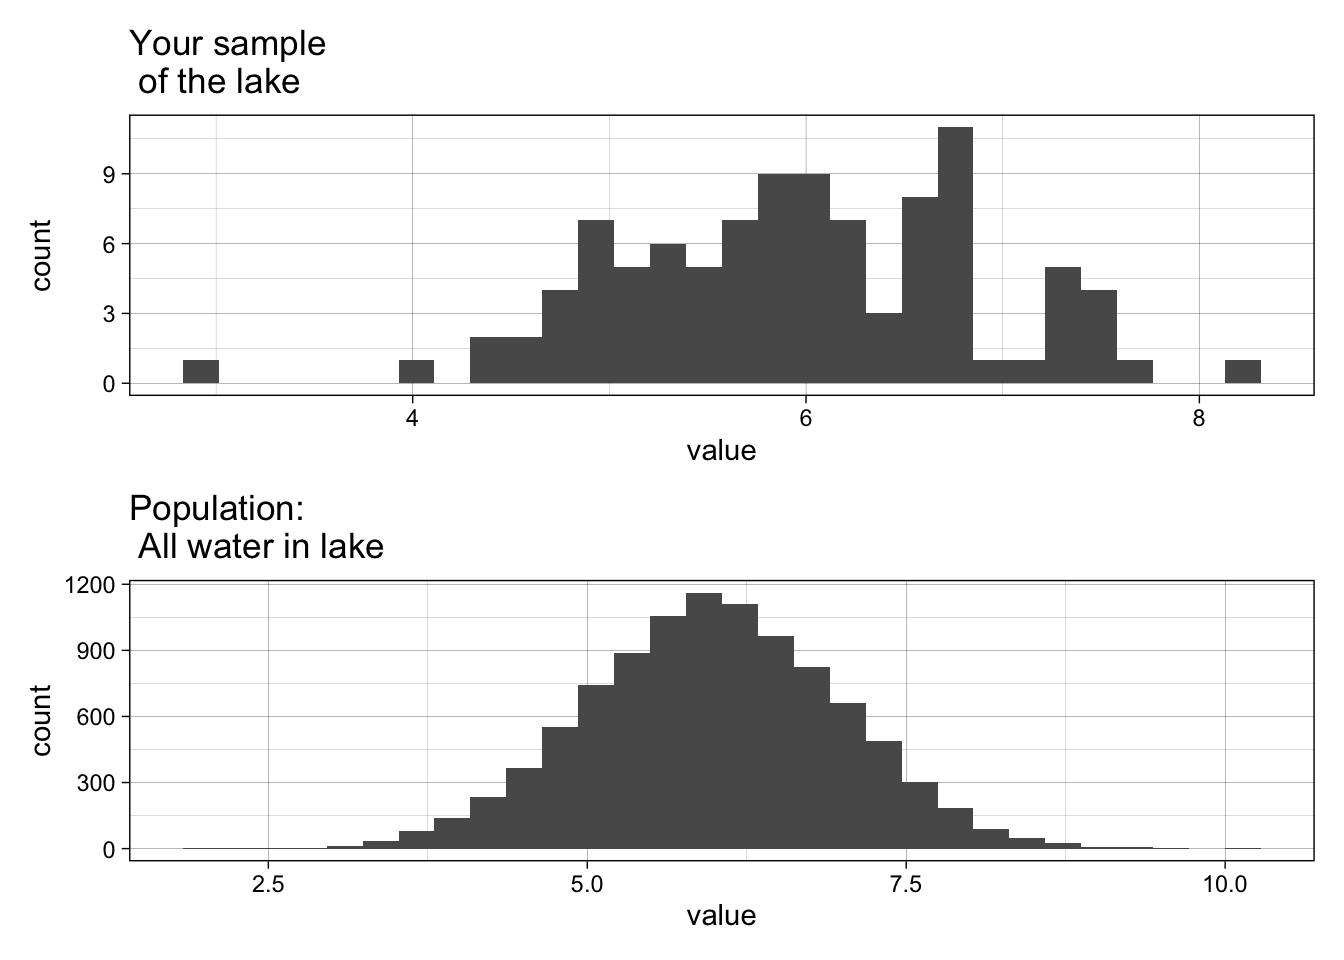 Your sample
of the lake
9
6
3
0
count
4 6 8
value
Population:
All water in lake
1200
900
600
300
0
count
2.5 5.0 7.5 10.0
value